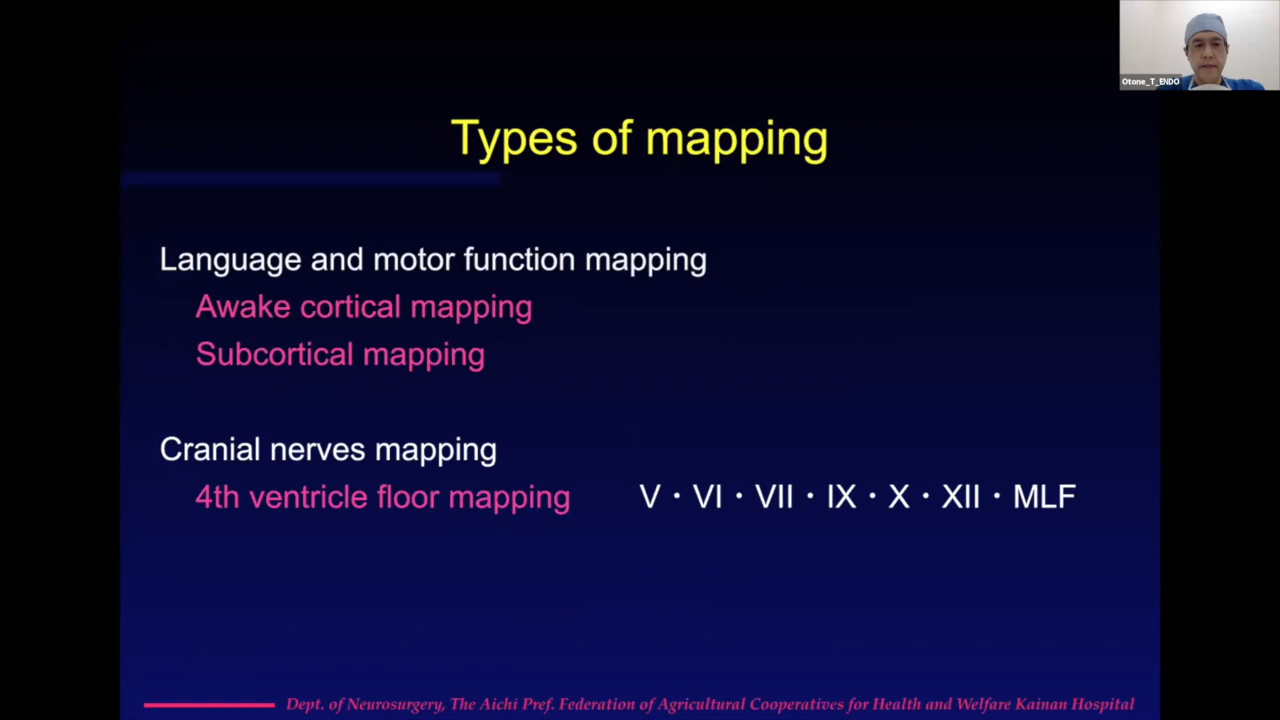 Otone_T_ENDO
Types of mapping
Language and motor function mapping
Awake cortical mapping
Subcortical mapping
Cranial nerves mapping
4th ventricle floor mapping V・VI・VII・IX・X・XII・MLF
Dept. of Neurosurgery, The Aichi Pref. Federation of Agricultural Cooperatives for Health and Welfare Kainan Hospital